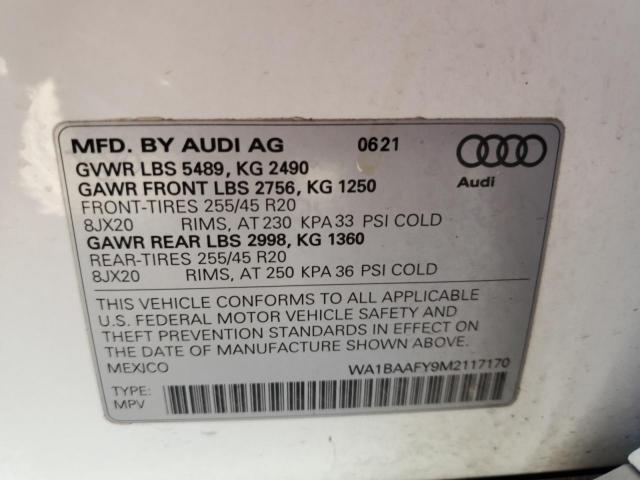 MFD. BY AUDI AG 0621
GVWR LBS 5489, KG 2490
GAWR FRONT LBS 2756, KG 1250
Audi
FRONT-TIRES 255/45 R20
8JX20 RIMS, AT 230 KPA 33 PSI COLD
GAWR REAR LBS 2998, KG 1360
REAR-TIRES 255/45 R20
8JX20 RIMS, AT 250 KPA 36 PSI COLD
THIS VEHICLE CONFORMS TO ALL APPLICABLE
U.S. FEDERAL MOTOR VEHICLE SAFETY AND
THEFT PREVENTION STANDARDS IN EFFECT ON
THE DATE OF MANUFACTURE SHOWN ABOVE.
MEXICO WA1BAAFY9M2117170
TYPE:
MPV